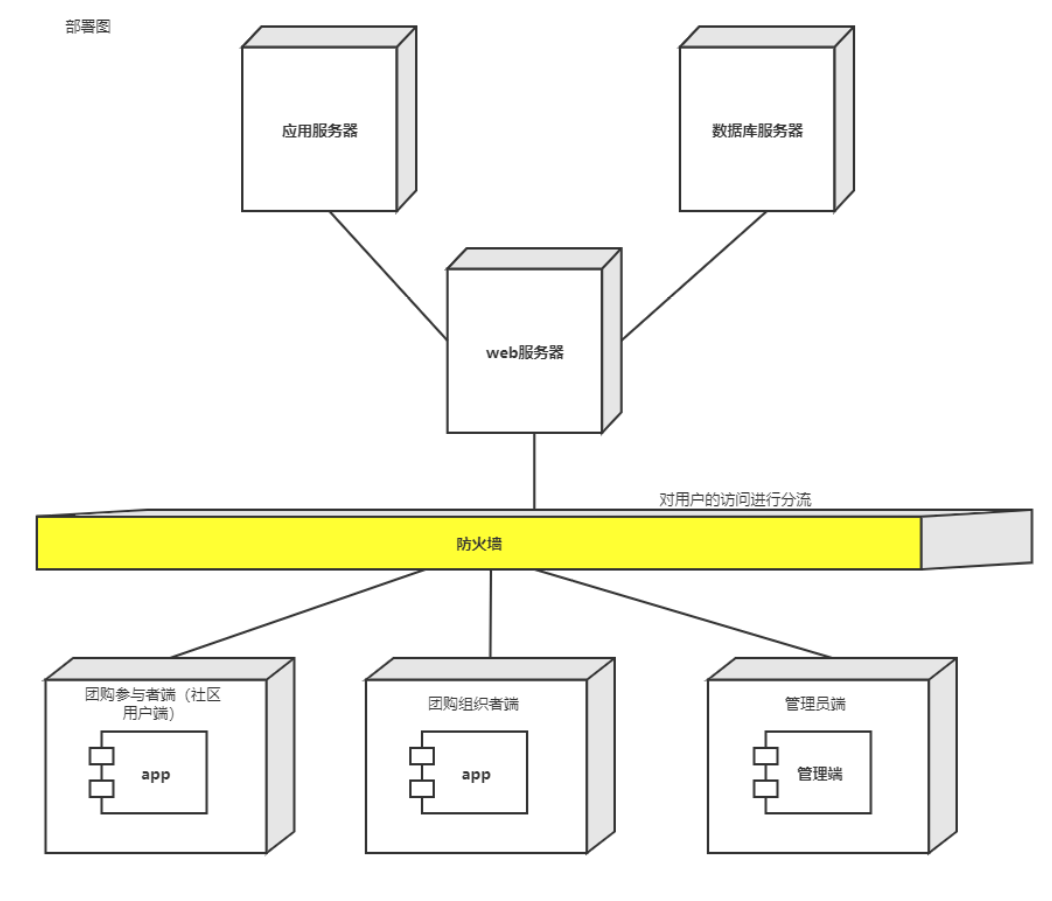 部署图
应用服务器
数据库服务器
web服务器
对用户的访问进行分流
防火墙
团购参与者端（社区
用户端）
app
团购组织者端
app
管理员端
管理端